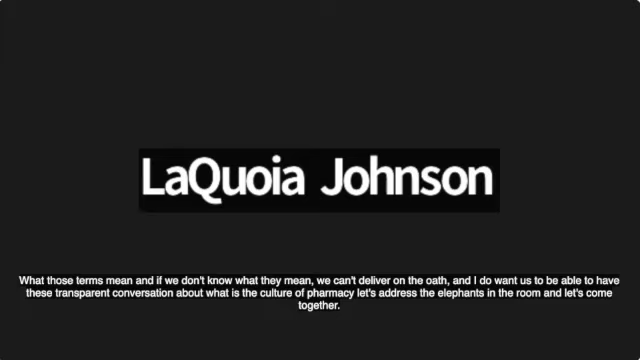 LaQuoia Johnson
What those terms mean and if we don't know what they mean, we can't deliver on the oath, and I do want us to be able to have
these transparent conversation about what is the culture of pharmacy let's address the elephants in the room and let's come
together.